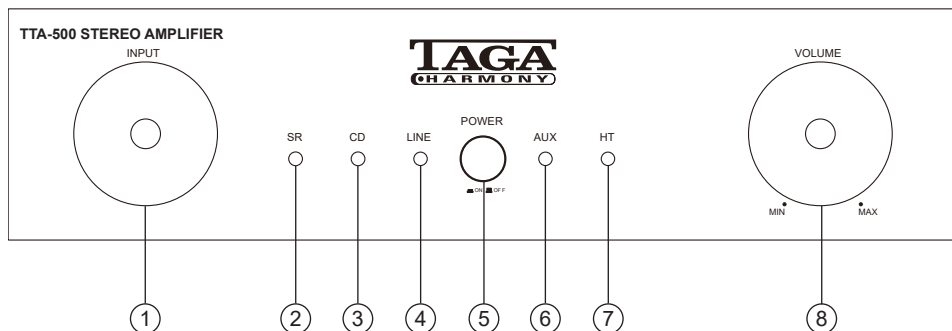 TTA-500 STEREO AMPLIFIER
INPUT
TAGA
HARMONY
VOLUME
POWER
SR CD LINE AUX HT
ON OFF
MIN MAX
1 2 3 4 5 6 7 8